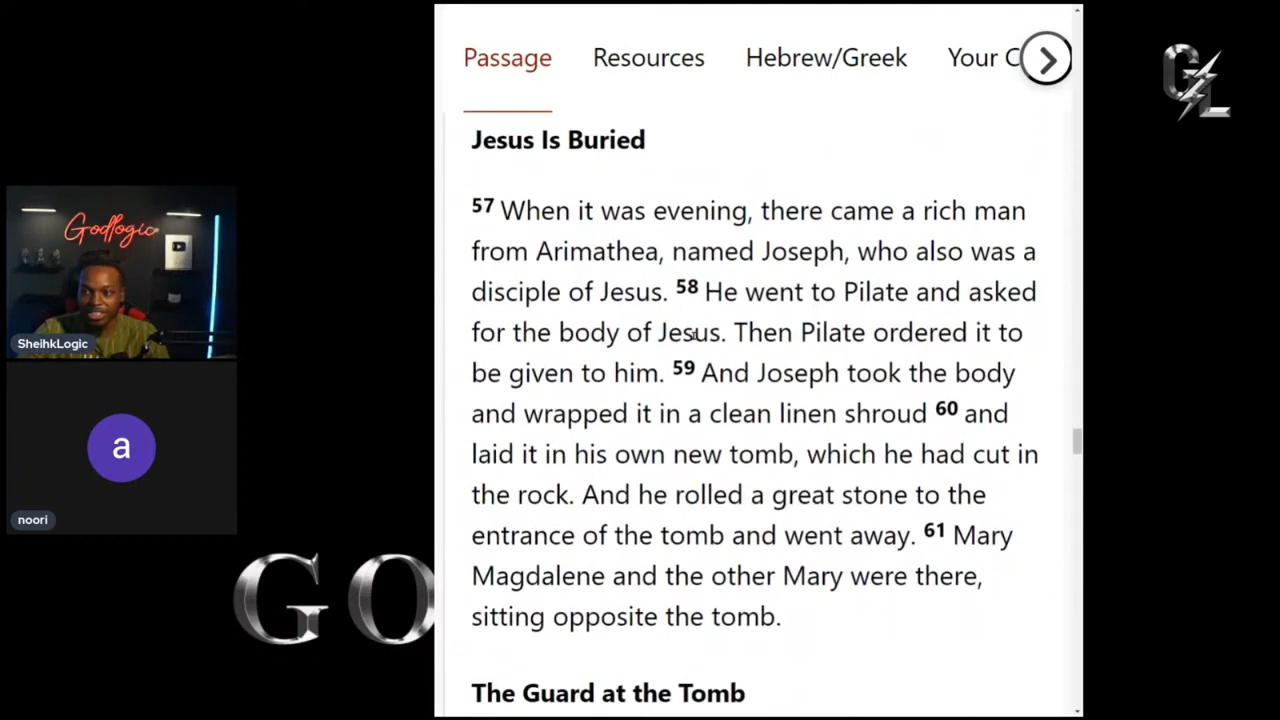 Passage Resources Hebrew/Greek Your C
Jesus Is Buried
57 When it was evening, there came a rich man
from Arimathea, named Joseph, who also was a
disciple of Jesus. 58 He went to Pilate and asked
for the body of Jesus. Then Pilate ordered it to
be given to him. 59 And Joseph took the body
and wrapped it in a clean linen shroud 60 and
laid it in his own new tomb, which he had cut in
the rock. And he rolled a great stone to the
entrance of the tomb and went away. 61 Mary
Magdalene and the other Mary were there,
sitting opposite the tomb.
The Guard at the Tomb
Godlogic
SheihkLogic
a
noori
GO
GL